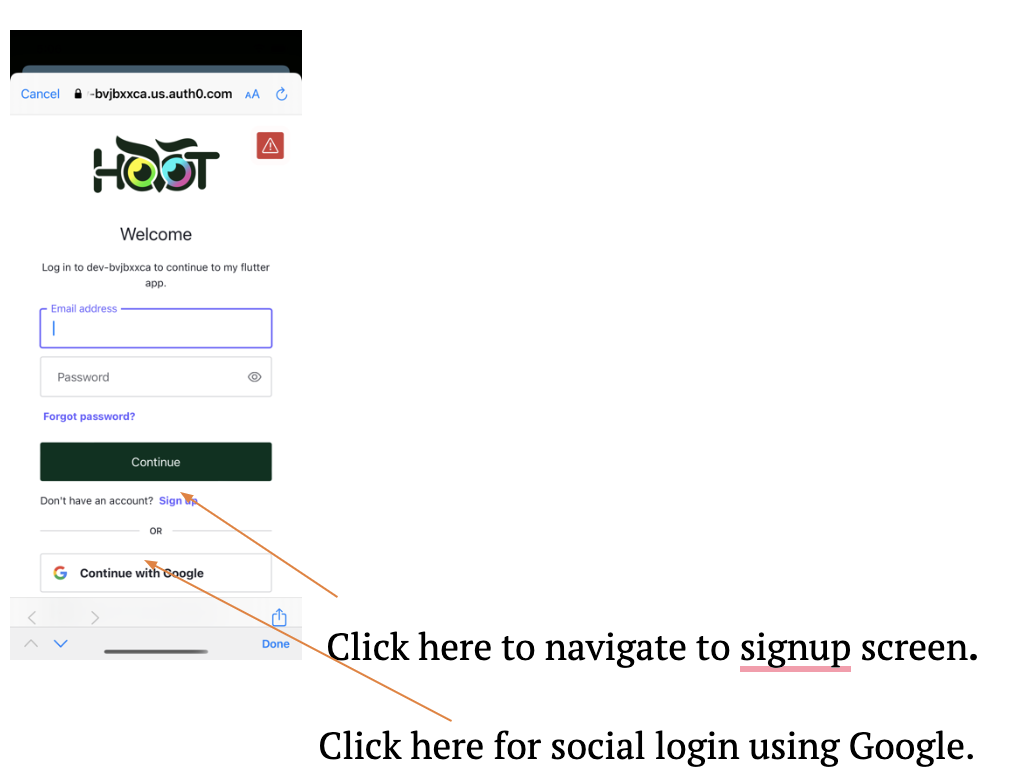 Cancel -bvjbxxca.us.auth0.com AA
HOOT
Welcome
Log in to dev-bvjbxxca to continue to my flutter
app.
Email address
Password
Forgot password?
Continue
Don't have an account? Sign up
OR
Continue with Google
Done
Click here to navigate to signup screen.
Click here for social login using Google.